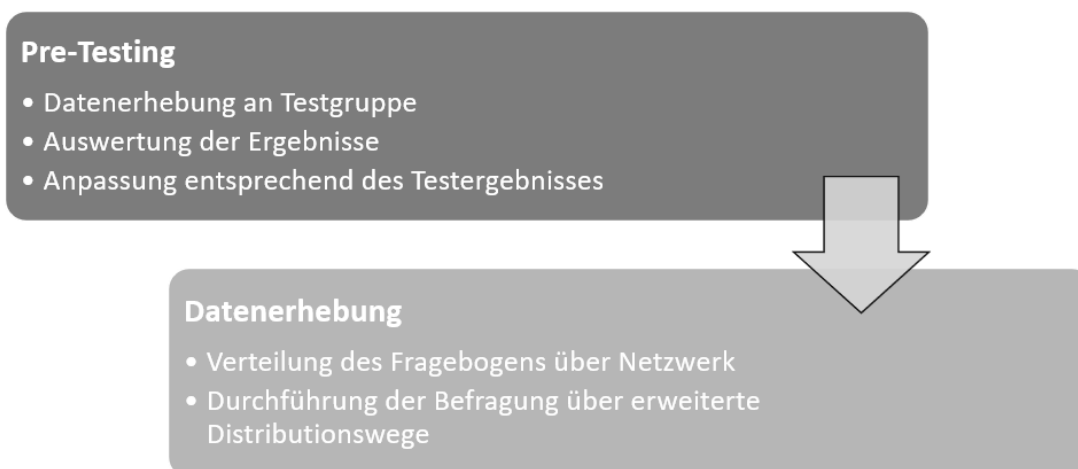 Pre-Testing
• Datenerhebung an Testgruppe
• Auswertung der Ergebnisse
• Anpassung entsprechend des Testergebnisses
Datenerhebung
• Verteilung des Fragebogens über Netzwerk
• Durchführung der Befragung über erweiterte
Distributionswege